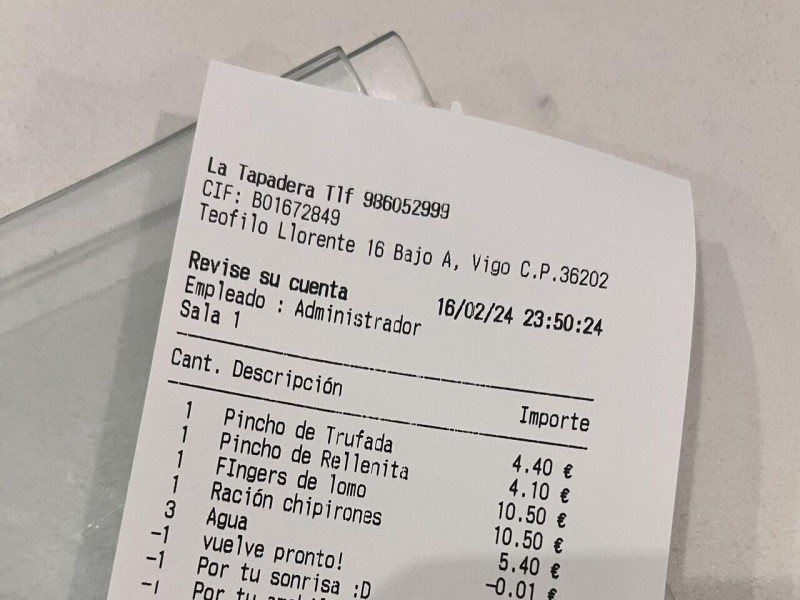 La Tapadera Tlf 986052999
CIF: B01672849
Teofilo Llorente 16 Bajo A, Vigo C.P.36202
Revise su cuenta 16/02/24 23:50:24
Empleado : Administrador
Sala 1
Cant. Descripción Importe
1 Pincho de Trufada 4.40 €
1 Pincho de Rellenita 4.10 €
1 FIngers de lomo 10.50 €
1 Ración chipirones 10.50 €
3 Agua 5.40 €
-1 vuelve pronto! -0.01 €
-1 Por tu sonrisa :D
-1 Por tu